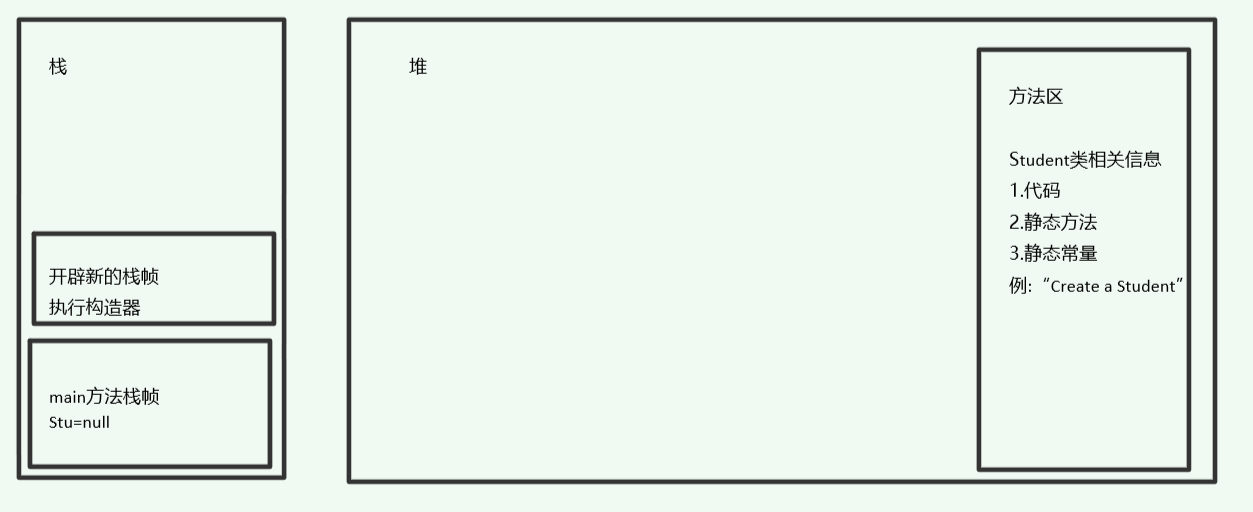 栈
开辟新的栈帧
执行构造器
main方法栈帧
Stu=null
堆
方法区
Student类相关信息
1.代码
2.静态方法
3.静态常量
例:“Create a Student”